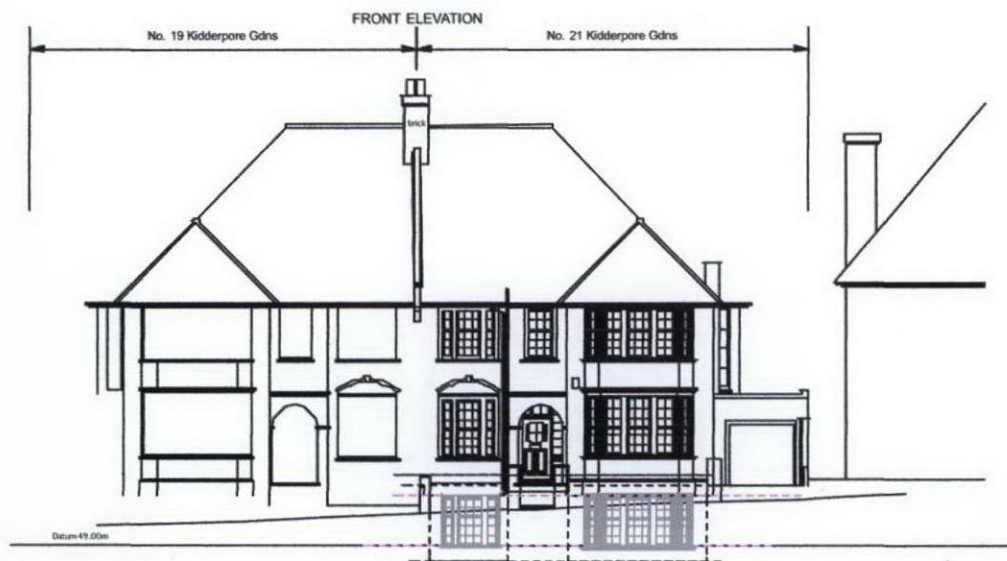 FRONT ELEVATION
No. 19 Kidderpore Gdns
No. 21 Kidderpore Gdns
brick
Datum 49.00m